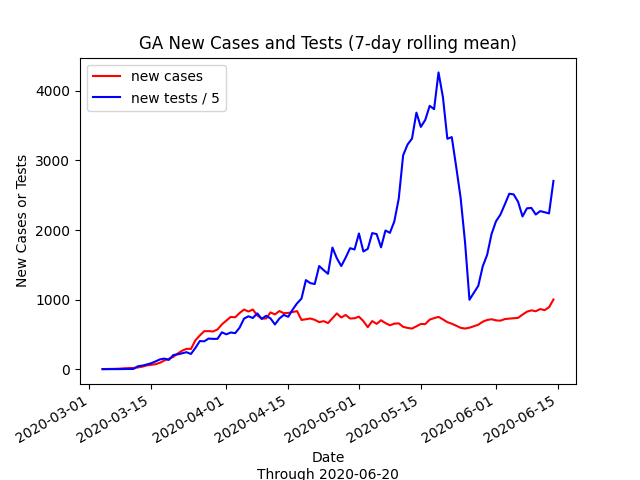 GA New Cases and Tests (7-day rolling mean)
new cases
new tests / 5
New Cases or Tests
4000
3000
2000
1000
0
2020-03-01
2020-03-15
2020-04-01
2020-04-15
2020-05-01
2020-05-15
2020-06-01
2020-06-15
Date
Through 2020-06-20